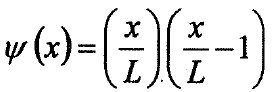 ψ(x) = (x/L)(x/L − 1)